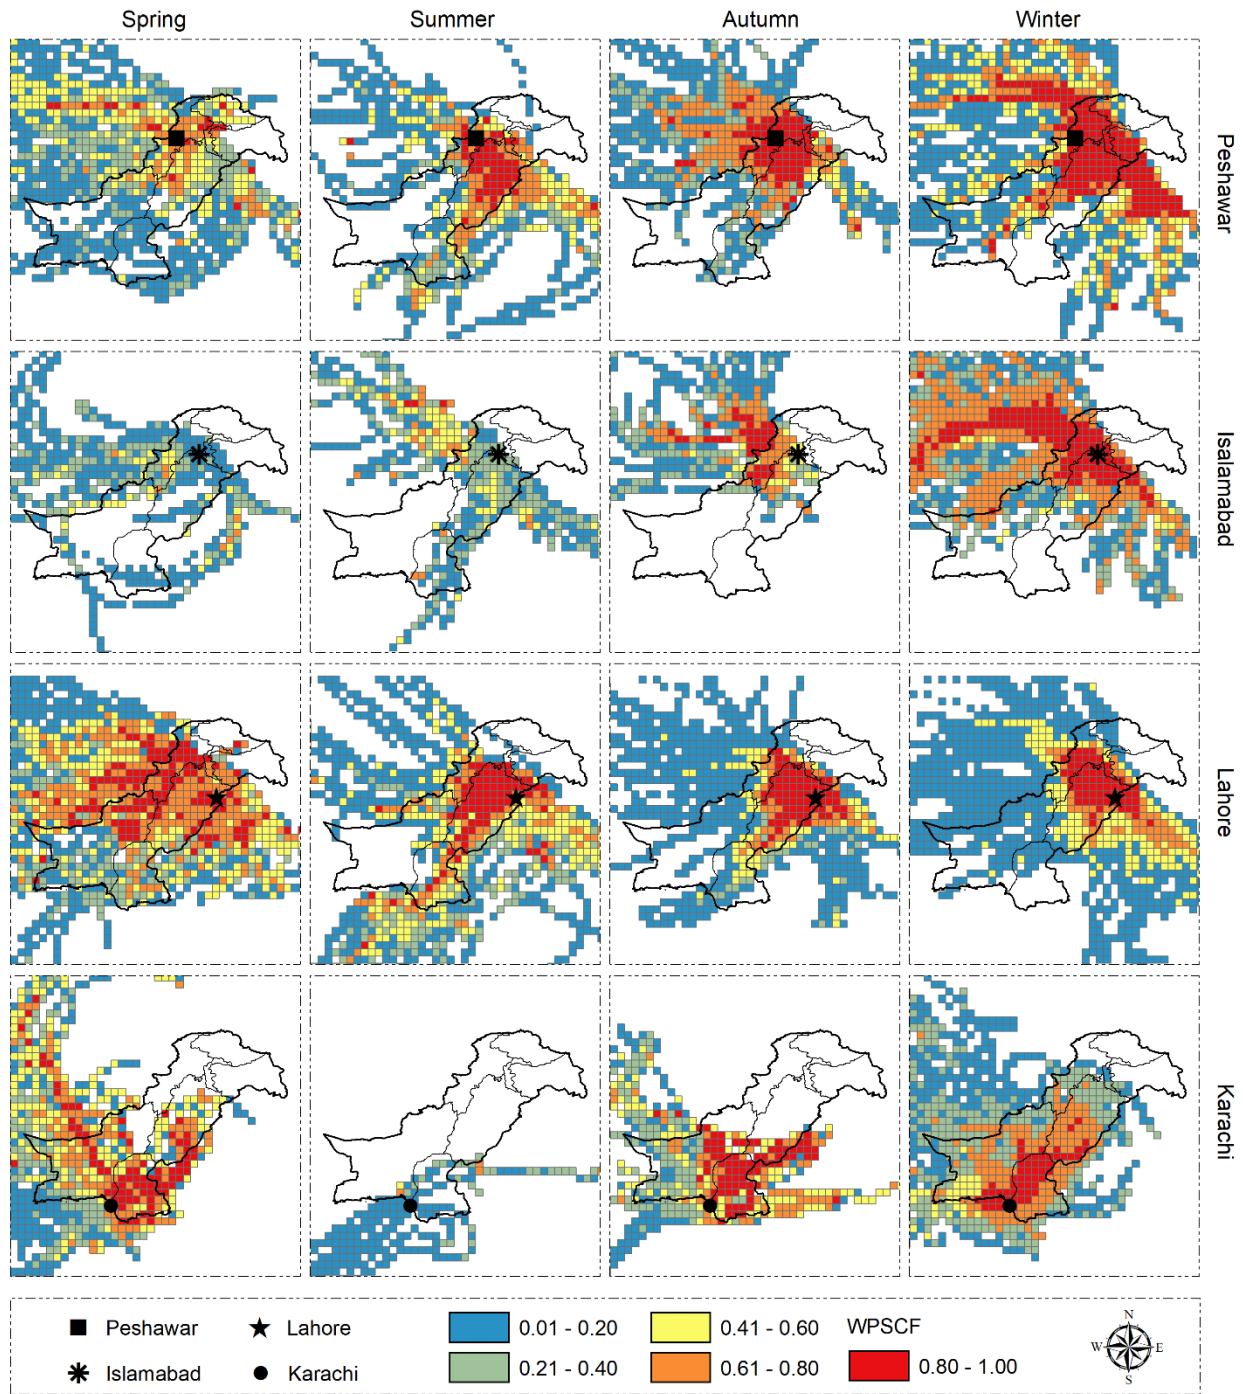 Spring Summer Autumn Winter
Peshawar
Isalamabad
Lahore
Karachi
Peshawar Lahore 0.01 - 0.20 0.41 - 0.60 WPSCF
Islamabad Karachi 0.21 - 0.40 0.61 - 0.80 0.80 - 1.00
N
W E
S